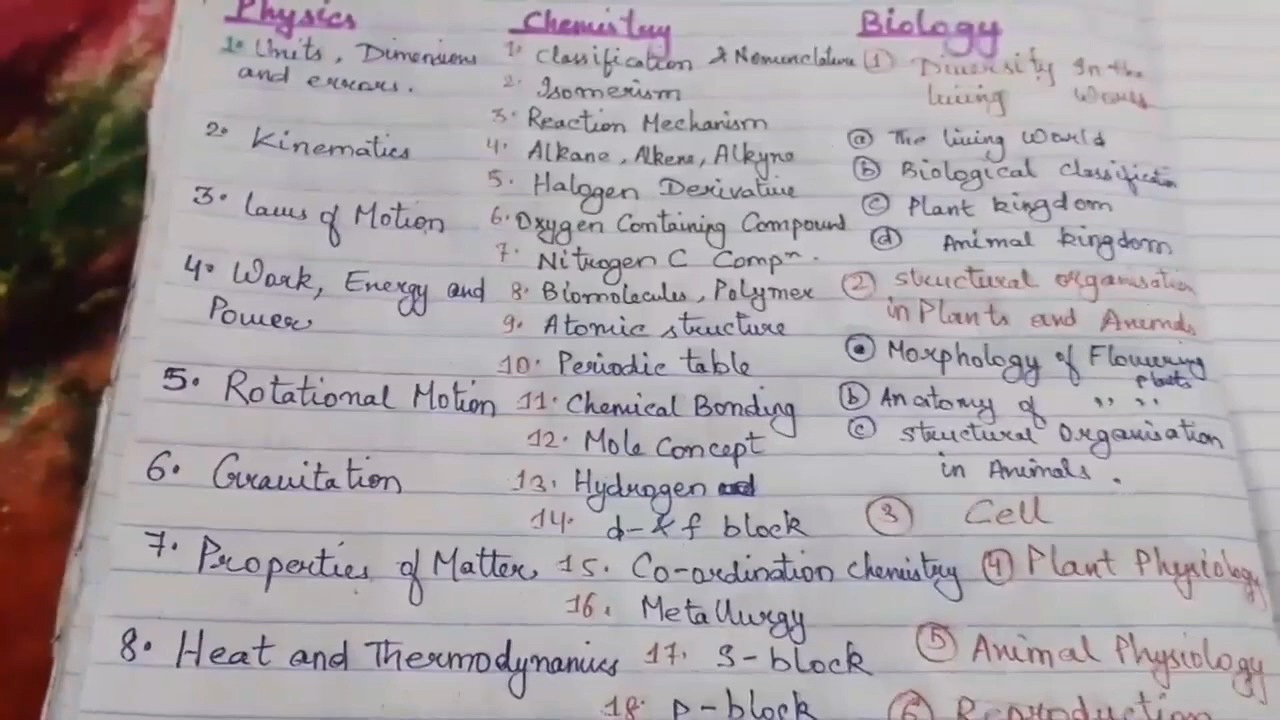 Physics
1. Units, Dimensions
and errors.
2. Kinematics
3. Laws of Motion
4. Work, Energy and
Power
5. Rotational Motion
6. Gravitation
7. Properties of Matter
8. Heat and Thermodynamics
Chemistry
1. Classification & Nomenclature
2. Isomerism
3. Reaction Mechanism
4. Alkane, Alkene, Alkyne
5. Halogen Derivative
6. Oxygen Containing Compound
7. Nitrogen C Compn.
8. Biomolecules, Polymer
9. Atomic structure
10. Periodic table
11. Chemical Bonding
12. Mole Concept
13. Hydrogen
14. d- & f block
15. Co-ordination chemistry
16. Metallurgy
17. S-block
18. p-block
Biology
① Diversity In the
living World
ⓐ The living World
ⓑ Biological classification
ⓒ Plant kingdom
ⓓ Animal kingdom
② Structural organisation
in Plants and Animals
ⓐ Morphology of Flowering
plants
ⓑ Anatomy of " "
ⓒ Structural Organisation
in Animals.
③ Cell
④ Plant Physiology
⑤ Animal Physiology
⑥ Reproduction